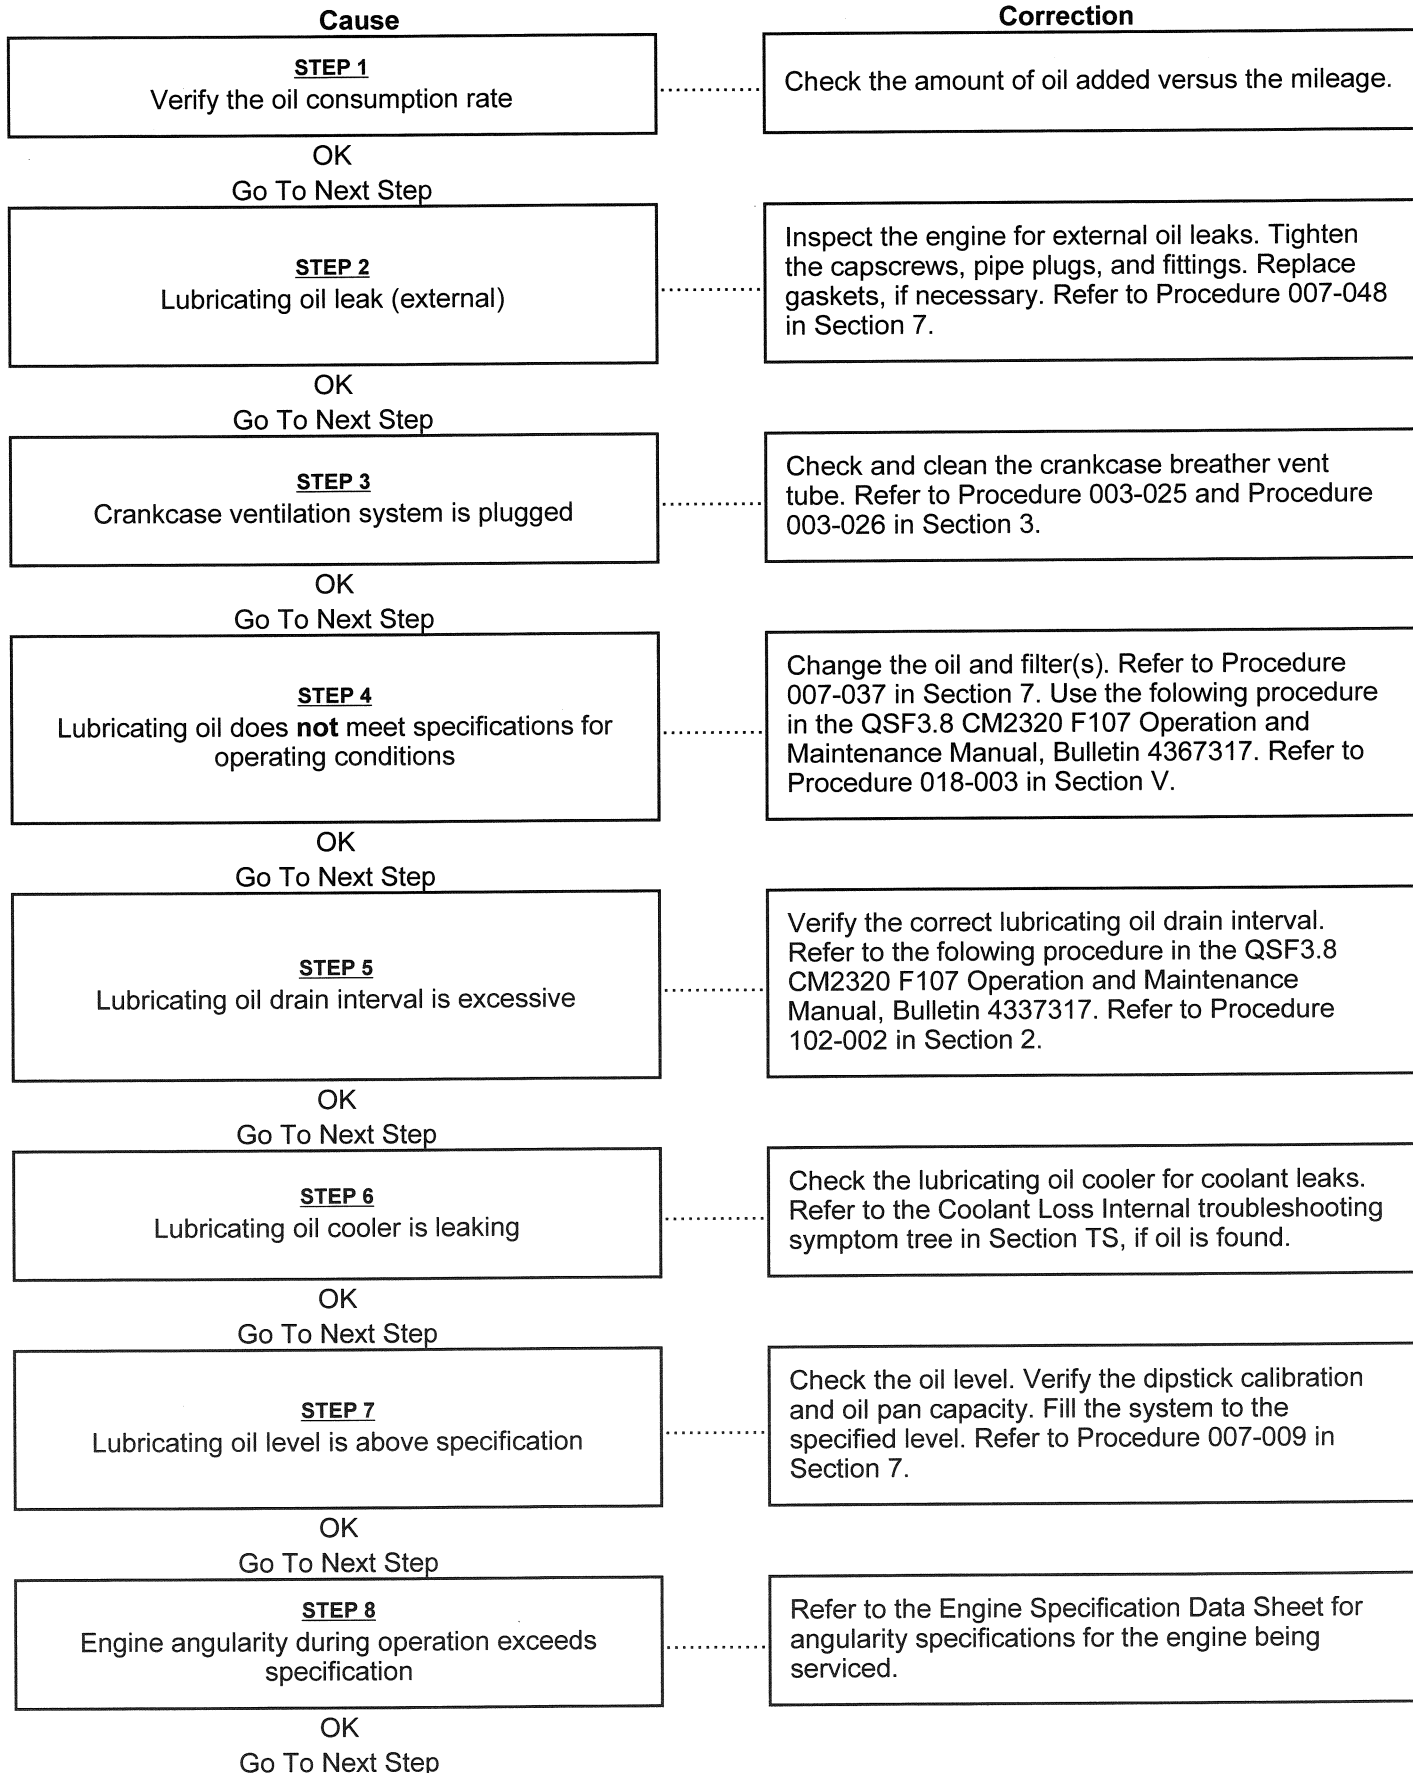 Cause
Correction
STEP 1
Verify the oil consumption rate
Check the amount of oil added versus the mileage.
OK
Go To Next Step
STEP 2
Lubricating oil leak (external)
Inspect the engine for external oil leaks. Tighten
the capscrews, pipe plugs, and fittings. Replace
gaskets, if necessary. Refer to Procedure 007-048
in Section 7.
OK
Go To Next Step
STEP 3
Crankcase ventilation system is plugged
Check and clean the crankcase breather vent
tube. Refer to Procedure 003-025 and Procedure
003-026 in Section 3.
OK
Go To Next Step
STEP 4
Lubricating oil does not meet specifications for
operating conditions
Change the oil and filter(s). Refer to Procedure
007-037 in Section 7. Use the folowing procedure
in the QSF3.8 CM2320 F107 Operation and
Maintenance Manual, Bulletin 4367317. Refer to
Procedure 018-003 in Section V.
OK
Go To Next Step
STEP 5
Lubricating oil drain interval is excessive
Verify the correct lubricating oil drain interval.
Refer to the folowing procedure in the QSF3.8
CM2320 F107 Operation and Maintenance
Manual, Bulletin 4337317. Refer to Procedure
102-002 in Section 2.
OK
Go To Next Step
STEP 6
Lubricating oil cooler is leaking
Check the lubricating oil cooler for coolant leaks.
Refer to the Coolant Loss Internal troubleshooting
symptom tree in Section TS, if oil is found.
OK
Go To Next Step
STEP 7
Lubricating oil level is above specification
Check the oil level. Verify the dipstick calibration
and oil pan capacity. Fill the system to the
specified level. Refer to Procedure 007-009 in
Section 7.
OK
Go To Next Step
STEP 8
Engine angularity during operation exceeds
specification
Refer to the Engine Specification Data Sheet for
angularity specifications for the engine being
serviced.
OK
Go To Next Step